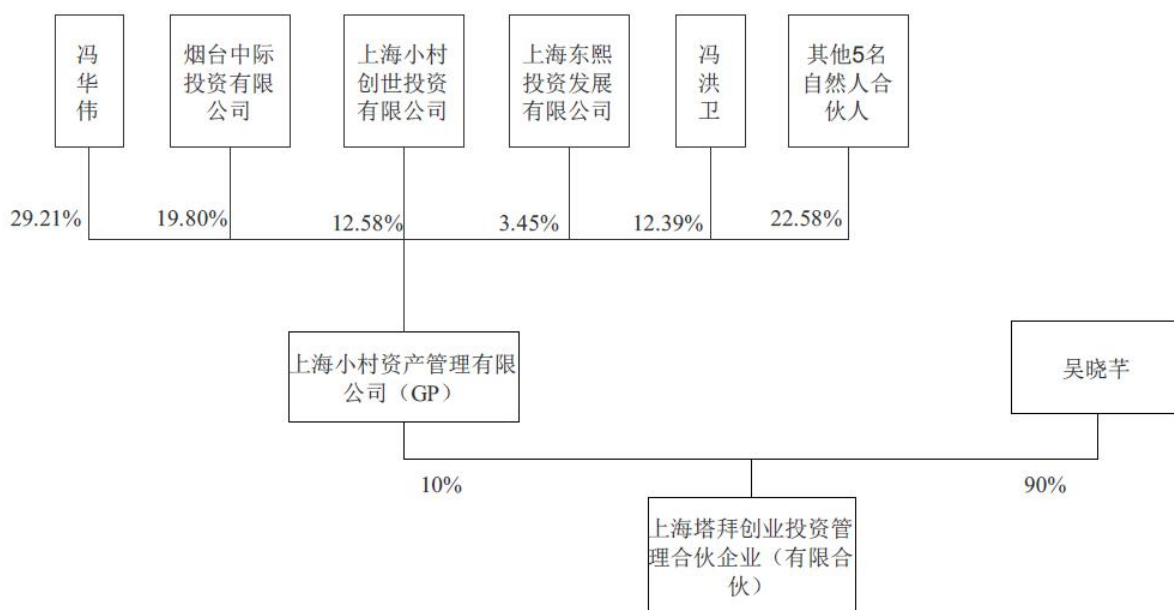 冯
华
伟
烟台中际
投资有限
公司
上海小村
创世投资
有限公司
上海东熙
投资发展
有限公司
冯
洪
卫
其他5名
自然人合
伙人
29.21%
19.80%
12.58%
3.45%
12.39%
22.58%
上海小村资产管理有限
公司（GP）
吴晓芊
10%
90%
上海塔拜创业投资管
理合伙企业（有限合
伙）